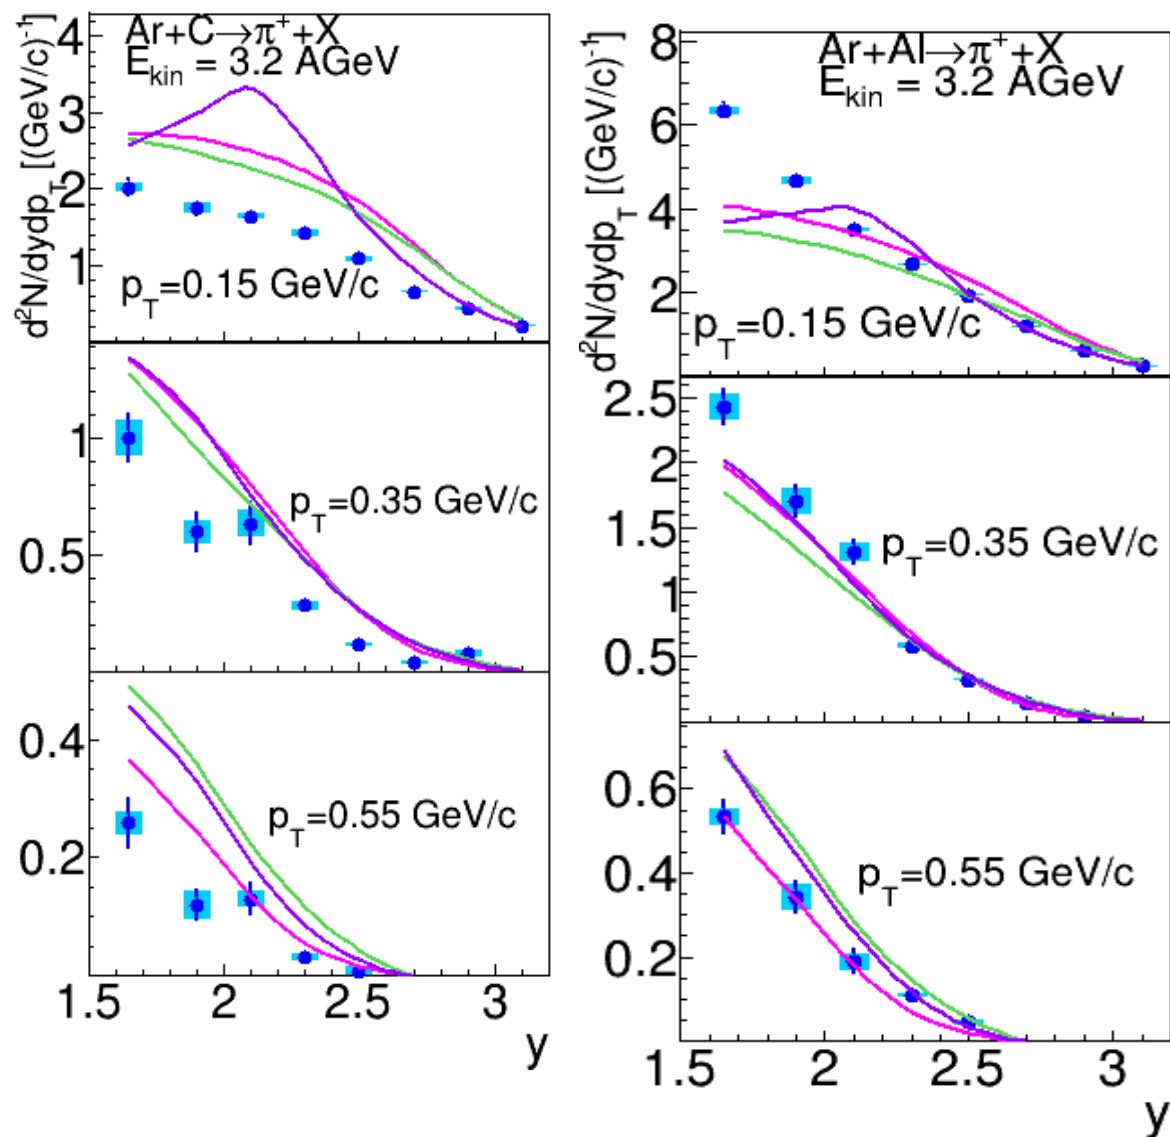 Ar+C→π⁺+X
E_kin = 3.2 AGeV
d²N/dydp_T [(GeV/c)⁻¹]
4
3
2
1
p_T=0.15 GeV/c
1
0.5
p_T=0.35 GeV/c
0.4
0.2
p_T=0.55 GeV/c
1.5 2 2.5 3
y
Ar+Al→π⁺+X
E_kin = 3.2 AGeV
d²N/dydp_T [(GeV/c)⁻¹]
8
6
4
2
p_T=0.15 GeV/c
2.5
2
1.5
1
0.5
p_T=0.35 GeV/c
0.6
0.4
0.2
p_T=0.55 GeV/c
1.5 2 2.5 3
y